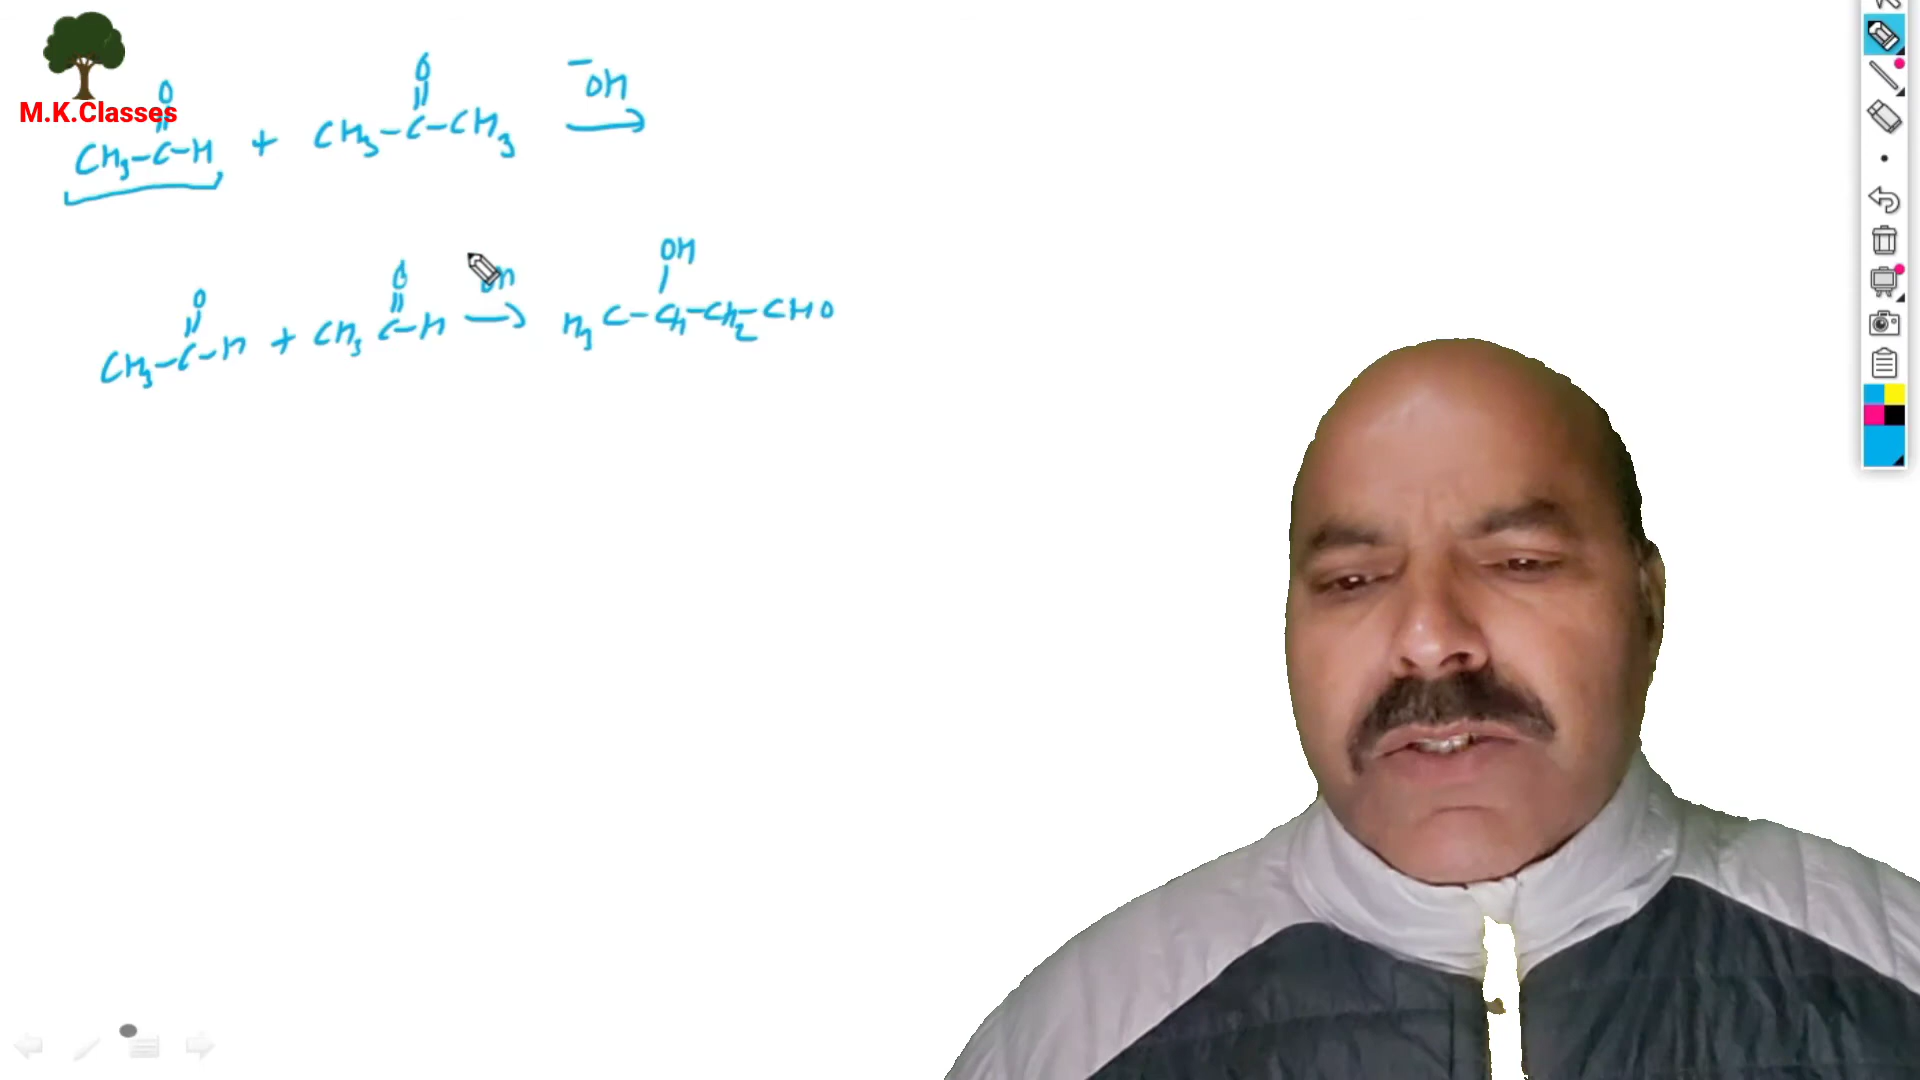 M.K.Classes
O
||
CH3-C-H + CH3-C-CH3 -OH →
O
||
OH
CH3-C-H + CH3 C-H OH → H3C-CH-CH2-CHO
O
||
O
||